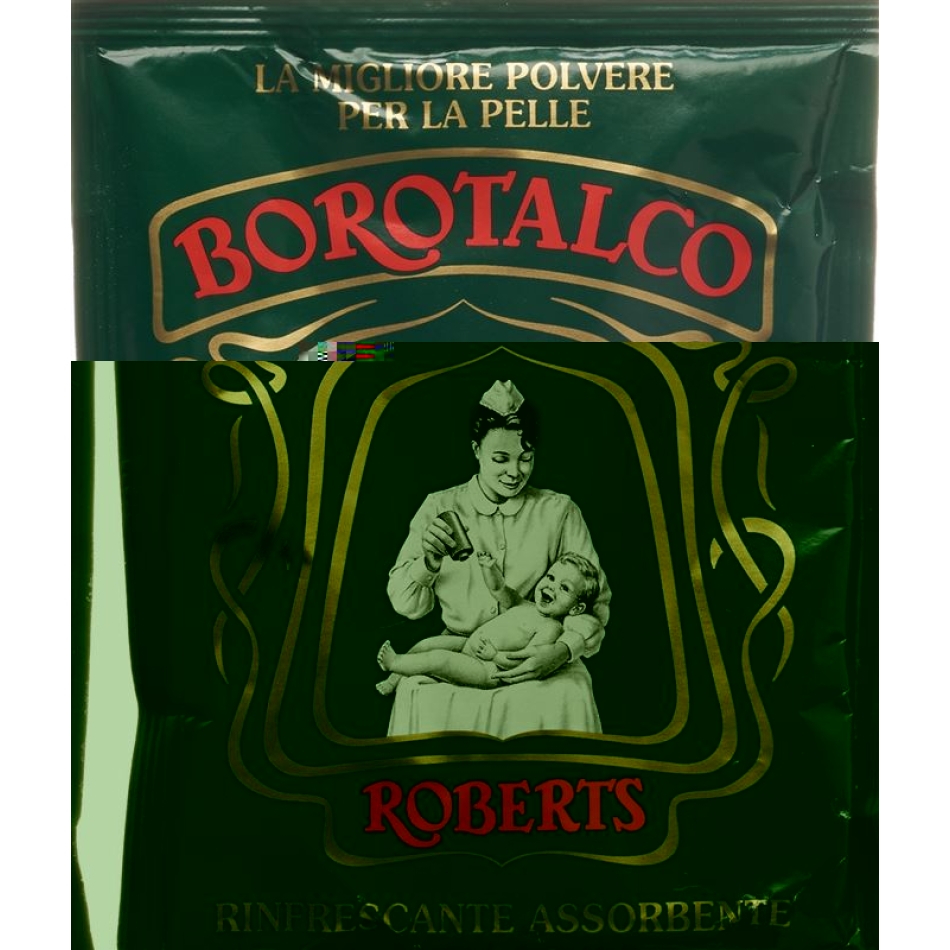 LA MIGLIORE POLVERE
PER LA PELLE
BOROTALCO
ROBERTS
RINFRESCANTE ASSORBENTE